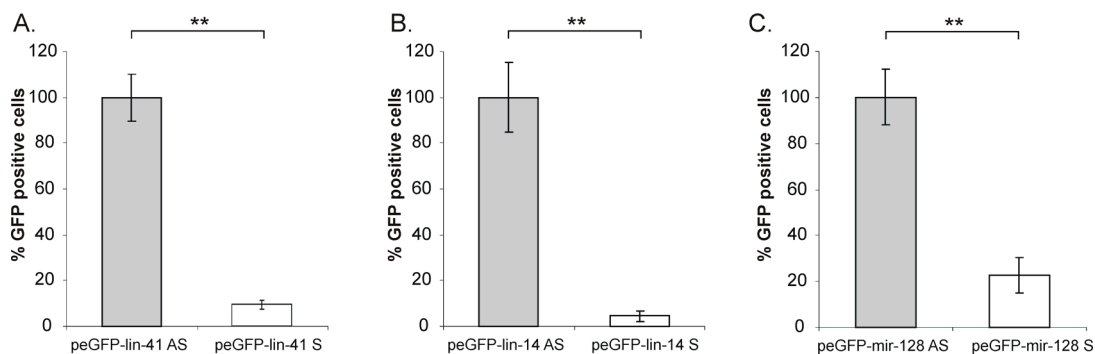 A.
**
120
100
80
60
40
20
0
% GFP positive cells
peGFP-lin-41 AS
peGFP-lin-41 S
B.
**
120
100
80
60
40
20
0
% GFP positive cells
peGFP-lin-14 AS
peGFP-lin-14 S
C.
**
120
100
80
60
40
20
0
% GFP positive cells
peGFP-mir-128 AS
peGFP-mir-128 S